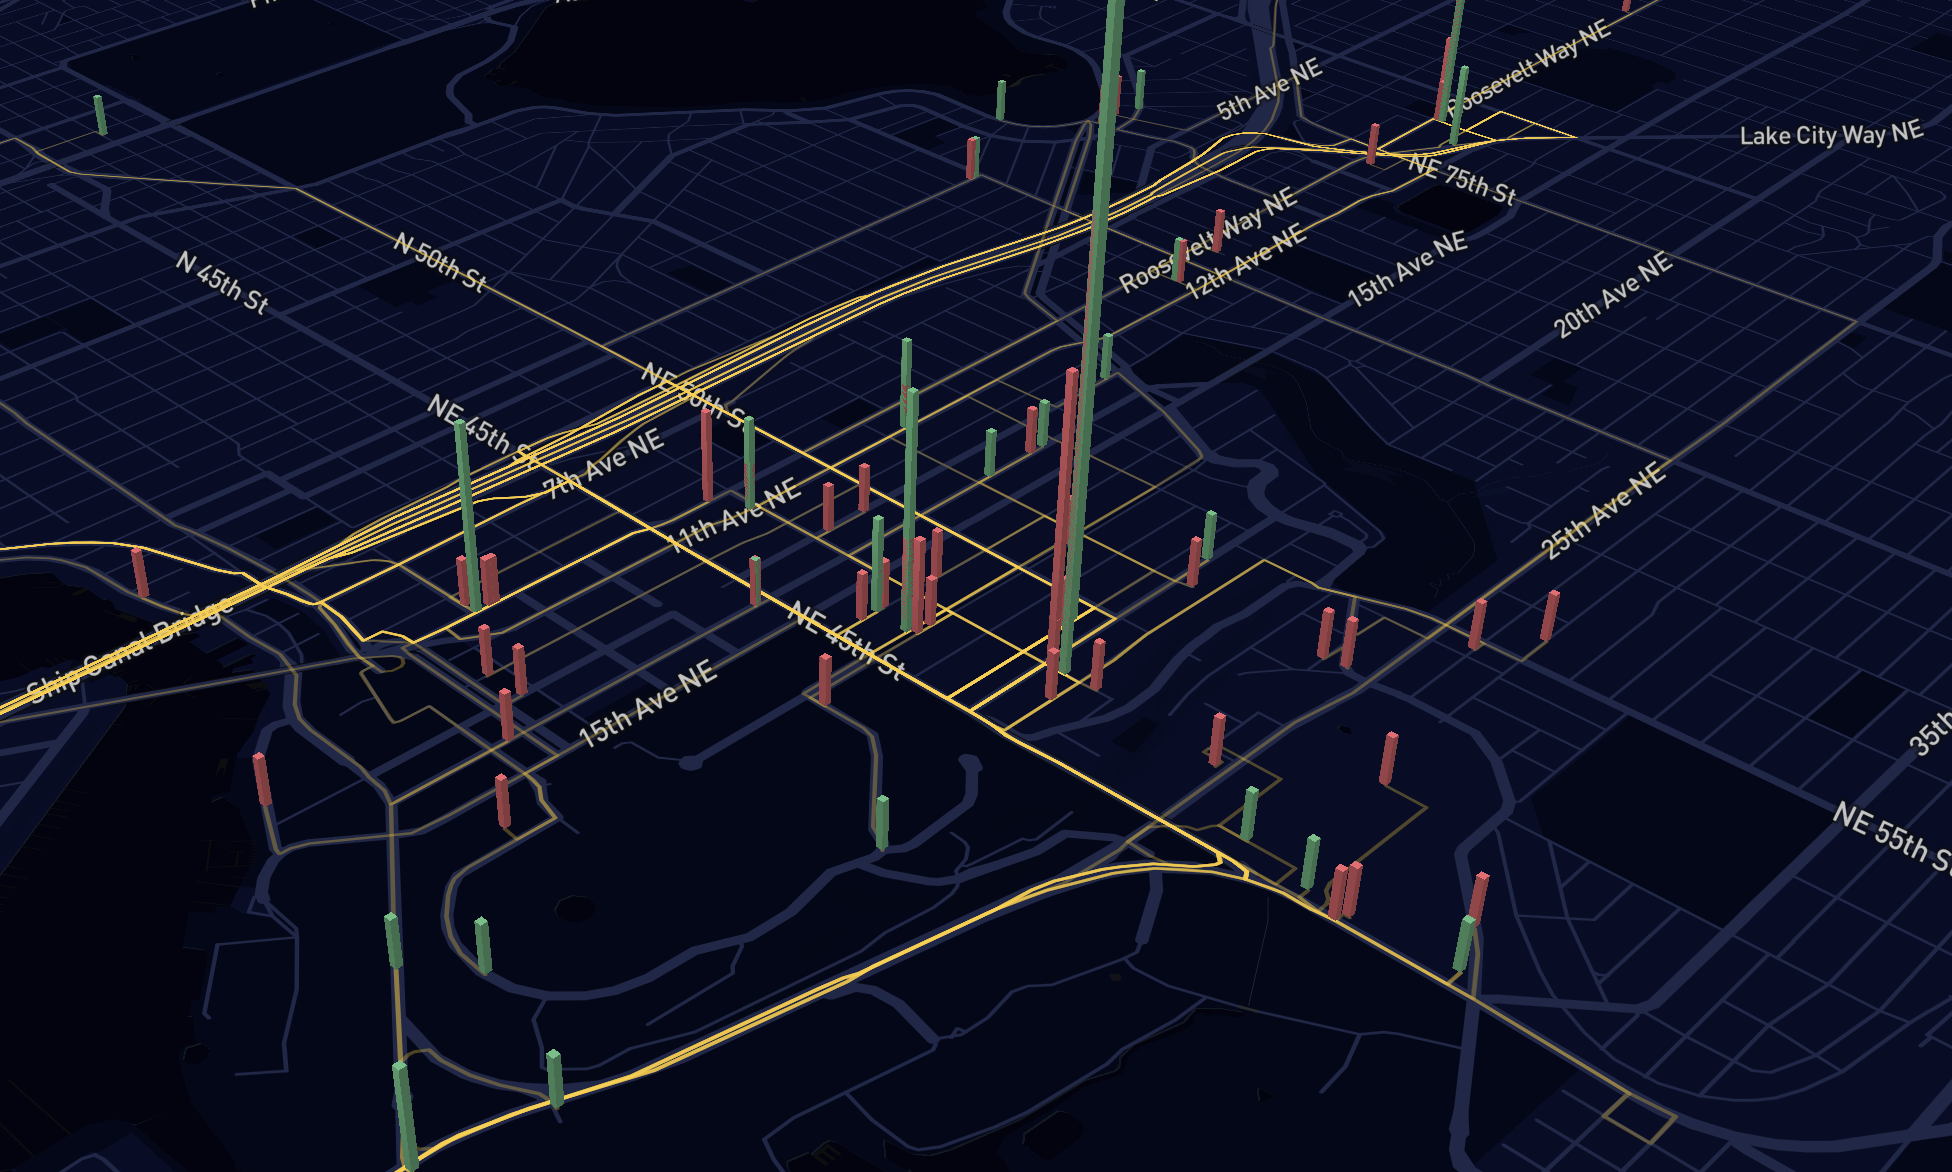 5th Ave NE
Roosevelt Way NE
Lake City Way NE
NE 75th St
Roosevelt Way NE
12th Ave NE
15th Ave NE
20th Ave NE
N 50th St
N 45th St
NE 50th St
NE 45th St
7th Ave NE
11th Ave NE
25th Ave NE
Ship Canal Bridge
NE 45th St
15th Ave NE
35th
NE 55th St